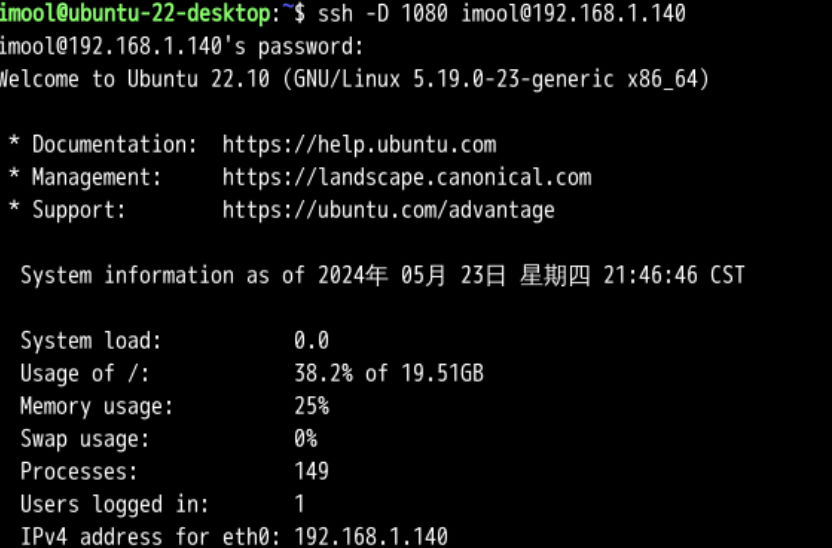 imool@ubuntu-22-desktop:~$ ssh -D 1080 imool@192.168.1.140
imool@192.168.1.140's password:
Welcome to Ubuntu 22.10 (GNU/Linux 5.19.0-23-generic x86_64)
* Documentation: https://help.ubuntu.com
* Management: https://landscape.canonical.com
* Support: https://ubuntu.com/advantage
System information as of 2024年 05月 23日 星期四 21:46:46 CST
System load: 0.0
Usage of /: 38.2% of 19.51GB
Memory usage: 25%
Swap usage: 0%
Processes: 149
Users logged in: 1
IPv4 address for eth0: 192.168.1.140